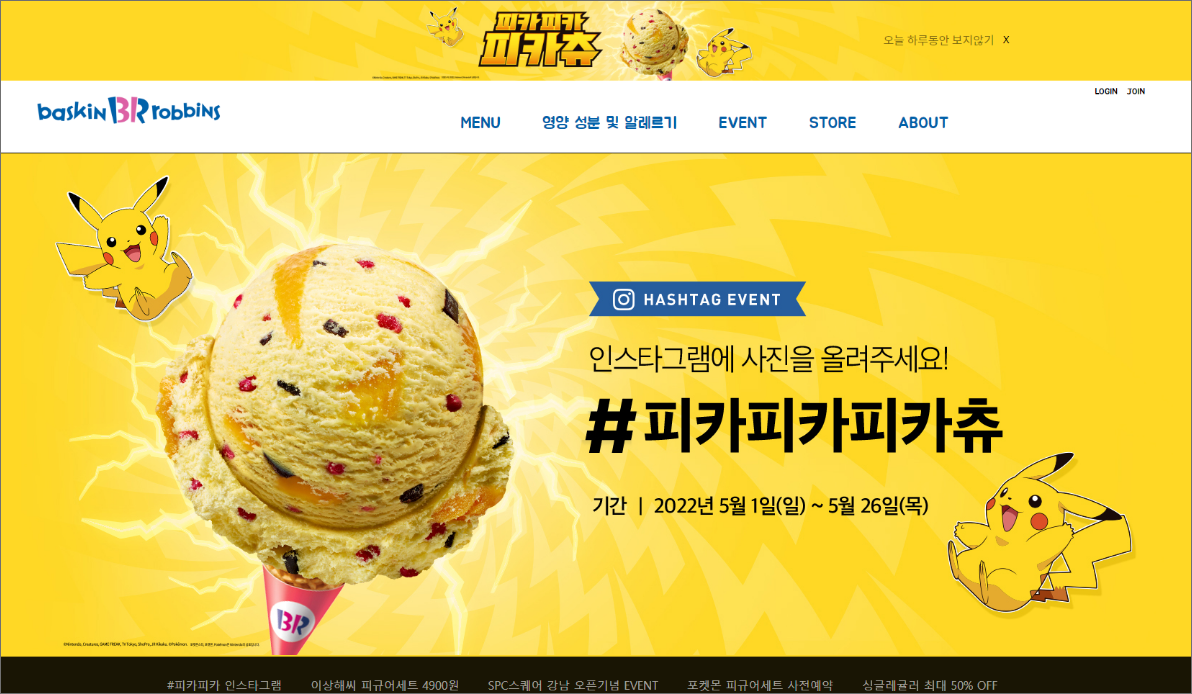 피카피카
피카츄
오늘 하루동안 보지않기 X
LOGIN JOIN
baskin BR robbins
MENU 영양 성분 및 알레르기 EVENT STORE ABOUT
HASHTAG EVENT
인스타그램에 사진을 올려주세요!
#피카피카피카츄
기간 | 2022년 5월 1일(일) ~ 5월 26일(목)
BR
#피카피카 인스타그램 이상해씨 피규어세트 4900원 SPC스퀘어 강남 오픈기념 EVENT 포켓몬 피규어세트 사전예약 싱글레귤러 최대 50% OFF